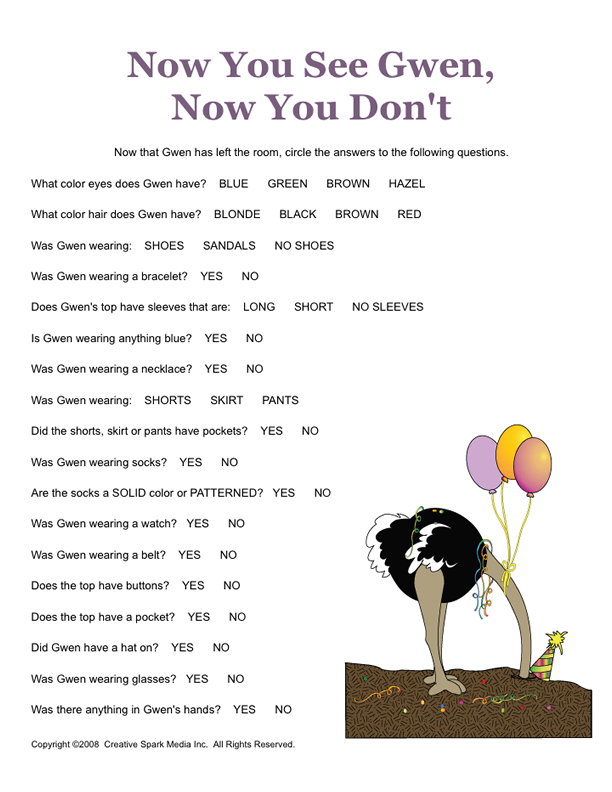 Now You See Gwen,
Now You Don't
Now that Gwen has left the room, circle the answers to the following questions.
What color eyes does Gwen have? BLUE GREEN BROWN HAZEL
What color hair does Gwen have? BLONDE BLACK BROWN RED
Was Gwen wearing: SHOES SANDALS NO SHOES
Was Gwen wearing a bracelet? YES NO
Does Gwen's top have sleeves that are: LONG SHORT NO SLEEVES
Is Gwen wearing anything blue? YES NO
Was Gwen wearing a necklace? YES NO
Was Gwen wearing: SHORTS SKIRT PANTS
Did the shorts, skirt or pants have pockets? YES NO
Was Gwen wearing socks? YES NO
Are the socks a SOLID color or PATTERNED? YES NO
Was Gwen wearing a watch? YES NO
Was Gwen wearing a belt? YES NO
Does the top have buttons? YES NO
Does the top have a pocket? YES NO
Did Gwen have a hat on? YES NO
Was Gwen wearing glasses? YES NO
Was there anything in Gwen's hands? YES NO
Copyright ©2008 Creative Spark Media Inc. All Rights Reserved.